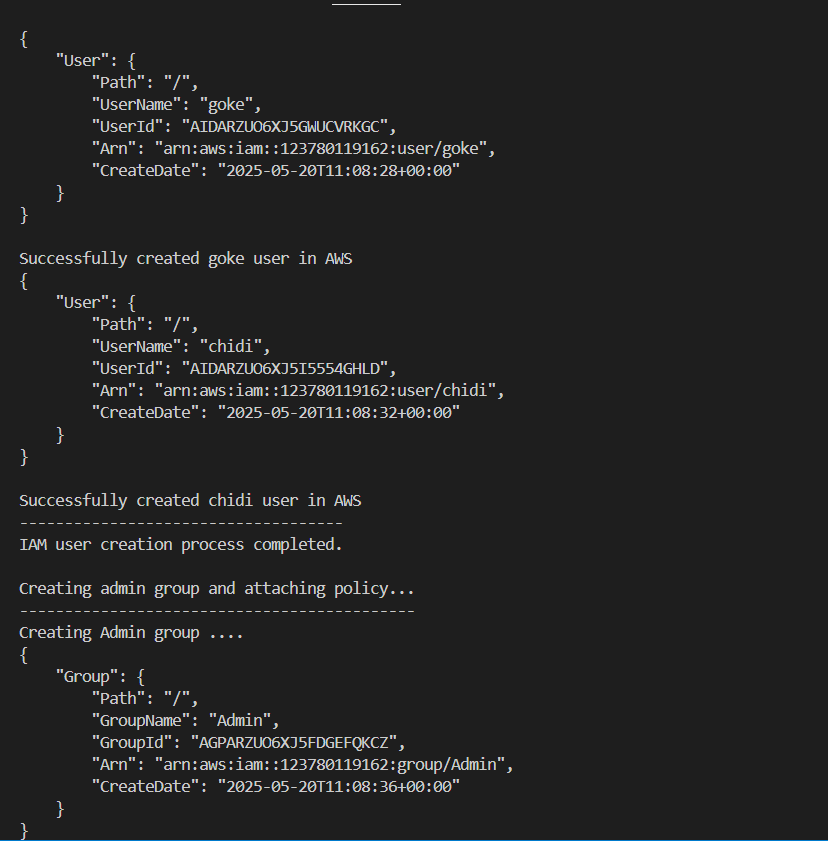 {
    "User": {
        "Path": "/",
        "UserName": "goke",
        "UserId": "AIDARZUO6XJ5GWUCVRKGC",
        "Arn": "arn:aws:iam::123780119162:user/goke",
        "CreateDate": "2025-05-20T11:08:28+00:00"
    }
}

Successfully created goke user in AWS
{
    "User": {
        "Path": "/",
        "UserName": "chidi",
        "UserId": "AIDARZUO6XJ5I5554GHLD",
        "Arn": "arn:aws:iam::123780119162:user/chidi",
        "CreateDate": "2025-05-20T11:08:32+00:00"
    }
}

Successfully created chidi user in AWS
------------------------------------
IAM user creation process completed.

Creating admin group and attaching policy...
--------------------------------------------
Creating Admin group ....
{
    "Group": {
        "Path": "/",
        "GroupName": "Admin",
        "GroupId": "AGPARZUO6XJ5FDGEFQKCZ",
        "Arn": "arn:aws:iam::123780119162:group/Admin",
        "CreateDate": "2025-05-20T11:08:36+00:00"
    }
}